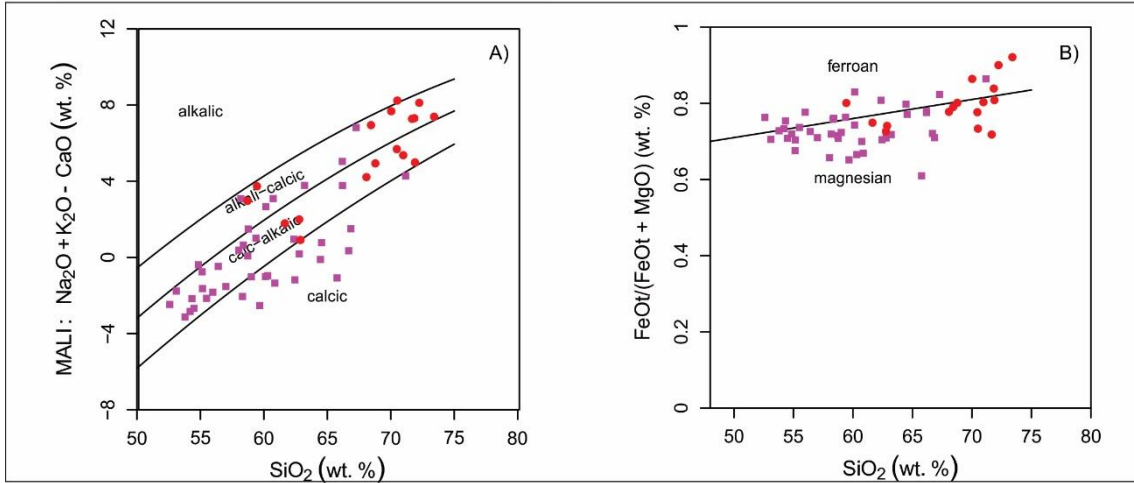 A)
MALI : Na₂O + K₂O - CaO (wt. %)
12
8
4
0
−4
−8
alkalic
alkali−calcic
calc−alkalic
calcic
50 55 60 65 70 75 80
SiO₂ (wt. %)
B)
FeOt/(FeOt + MgO) (wt. %)
1
0.8
0.6
0.4
0.2
0
ferroan
magnesian
50 55 60 65 70 75 80
SiO₂ (wt. %)